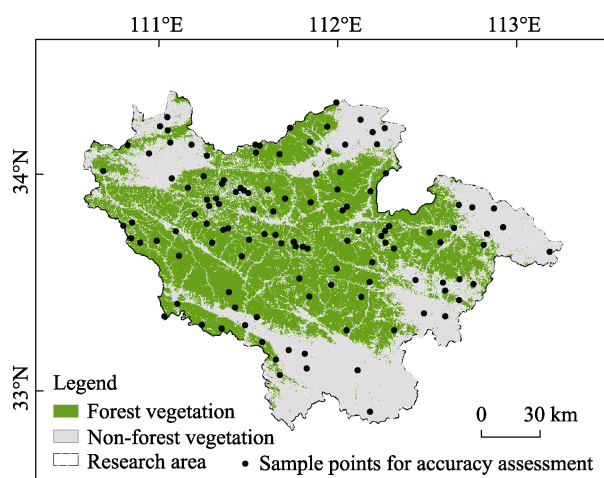 111°E 112°E 113°E
34°N
33°N
Legend
Forest vegetation
Non-forest vegetation
Research area
Sample points for accuracy assessment
0 30 km